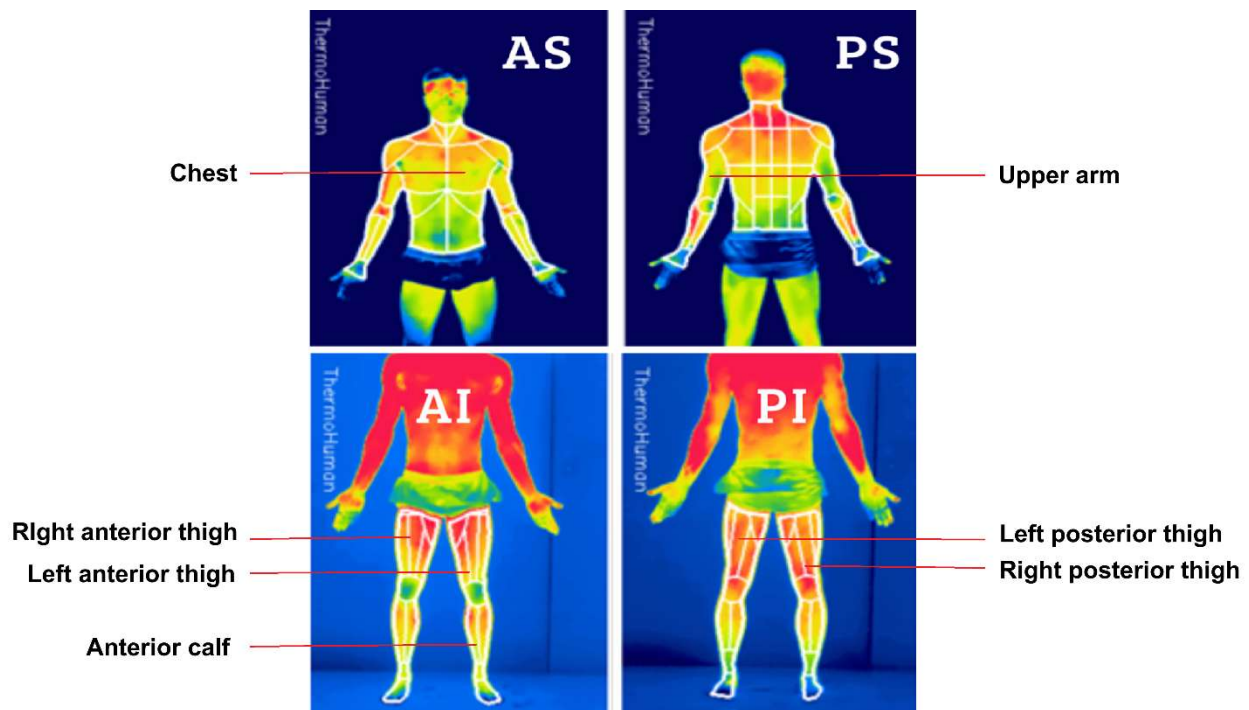 ThermoHuman
AS
ThermoHuman
PS
Chest
Upper arm
ThermoHuman
AI
ThermoHuman
PI
RIght anterior thigh
Left anterior thigh
Anterior calf
Left posterior thigh
Right posterior thigh